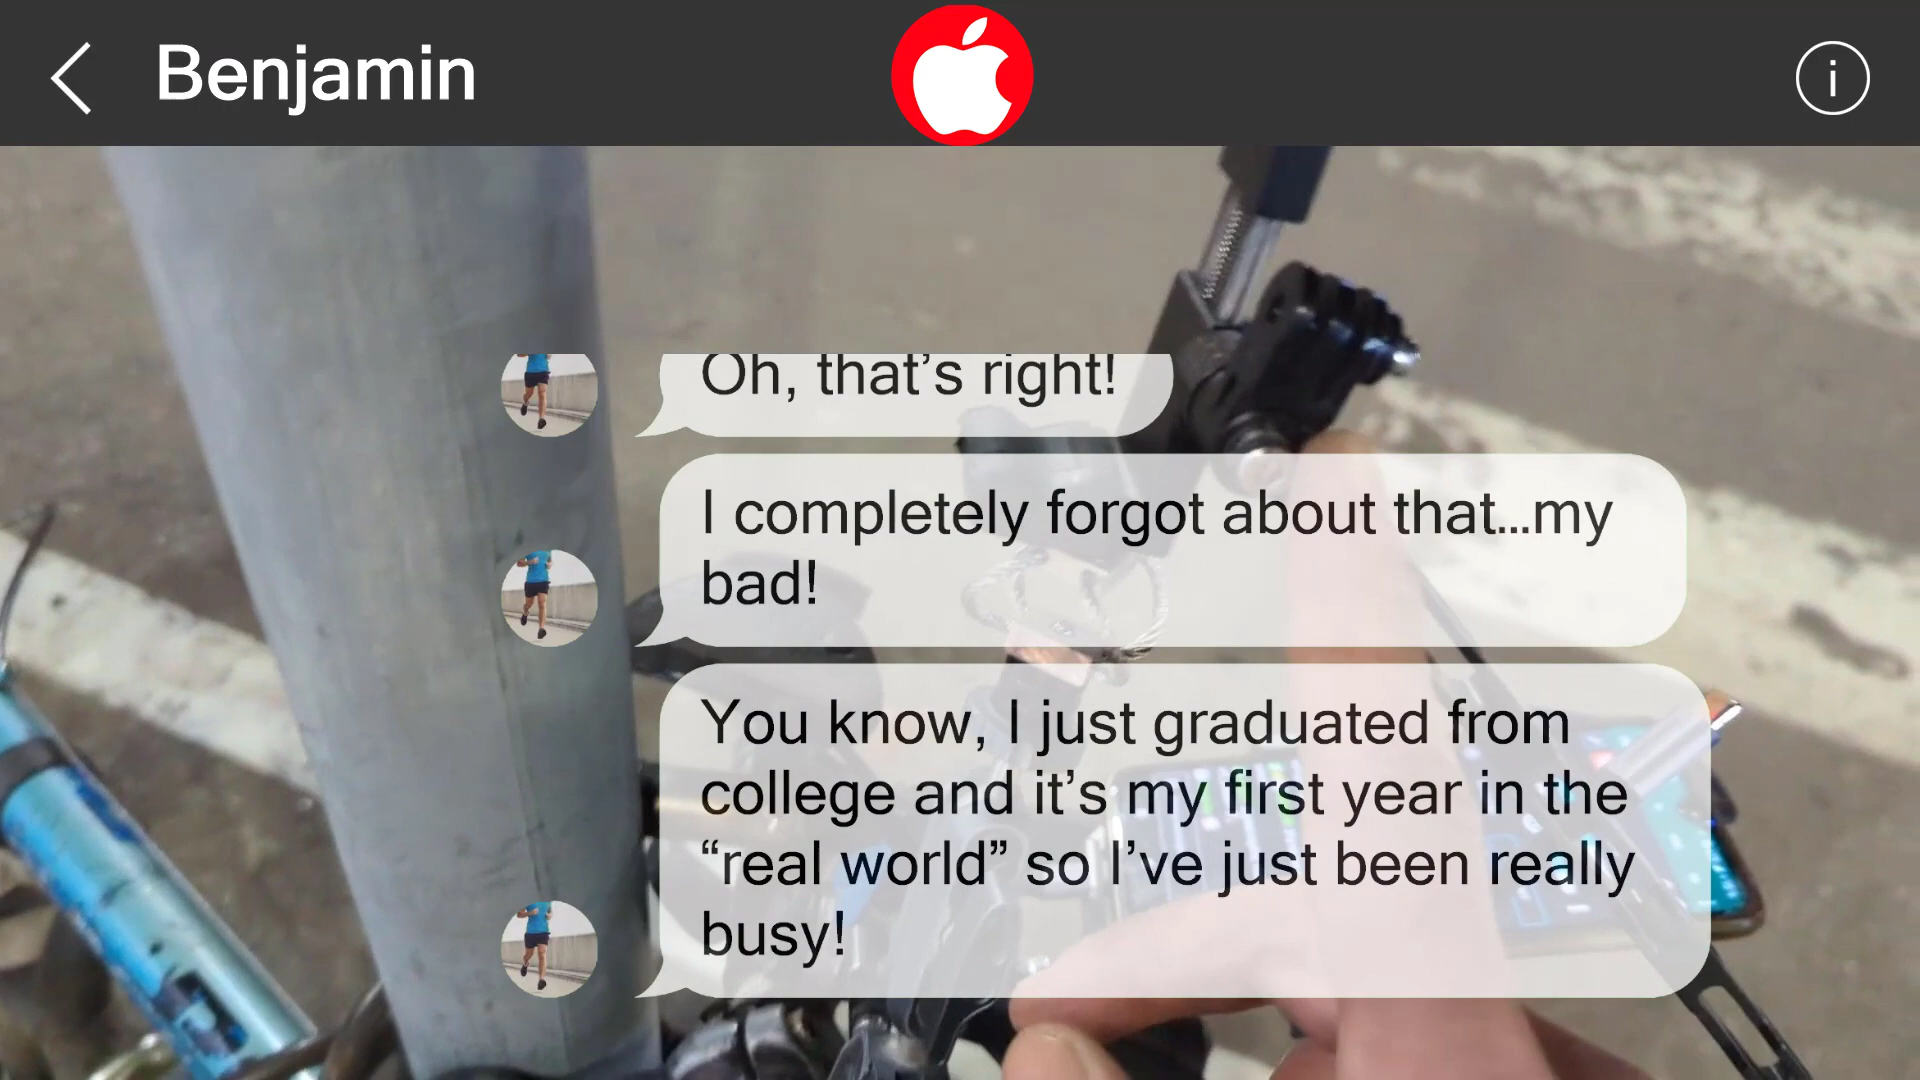 Benjamin
i
Oh, that’s right!
I completely forgot about that...my
bad!
You know, I just graduated from
college and it’s my first year in the
“real world” so I’ve just been really
busy!